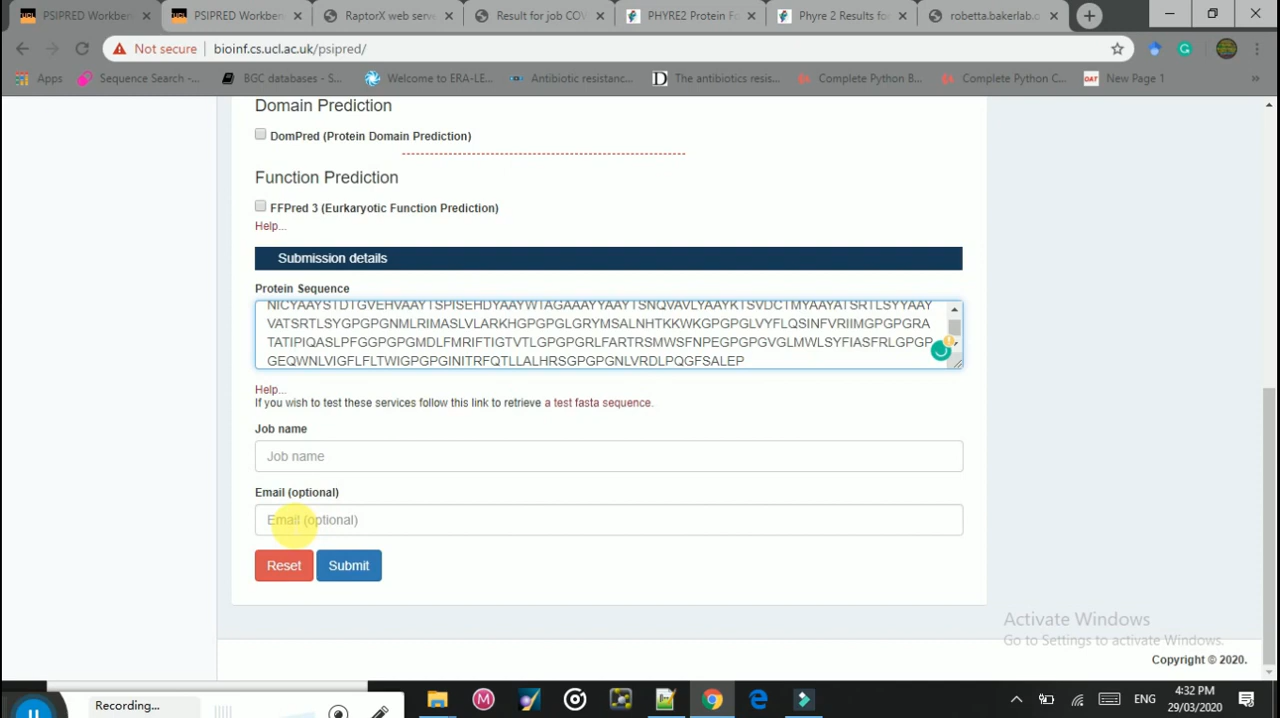 PSIPRED Workben
PSIPRED Workben
RaptorX web serv
Result for job COV
PHYRE2 Protein Fo
Phyre 2 Results fo
robetta.bakerlab.o
Not secure
bioinf.cs.ucl.ac.uk/psipred/
Apps
Sequence Search -...
BGC databases - S...
Welcome to ERA-LE...
Antibiotic resistanc...
D
The antibiotics resis...
Complete Python B...
Complete Python C...
OAT
New Page 1
Domain Prediction
DomPred (Protein Domain Prediction)
Function Prediction
FFPred 3 (Eurkaryotic Function Prediction)
Help...
Submission details
Protein Sequence
NICYAAYSTDTGVEHVAAYTSPISEHDYAAYWTAGAAAYYAAYTSNQVAVLYAAYKTSVDCTMYAAYATSRTLSYYAAY
VATSRTLSYGPGPGNMLRIMASLVLARKHGPGPGLGRYMSALNHTKKWKGPGPGLVYFLQSINFVRIIMGPGPGRA
TATIPIQASLPFGGPGPGMDLFMRIFTIGTVTLGPGPGRLFARTRSMWSFNPEGPGPGVGLMWLSYFIASFRLGPGP
GEQWNLVIGFLFLTWIGPGPGINITRFQTLLALHRSGPGPGNLVRDLPQGFSALEP
Help...
If you wish to test these services follow this link to retrieve a test fasta sequence.
Job name
Job name
Email (optional)
Email (optional)
Reset
Submit
Activate Windows
Go to Settings to activate Windows.
Copyright © 2020.
Recording...
ENG
4:32 PM
29/03/2020